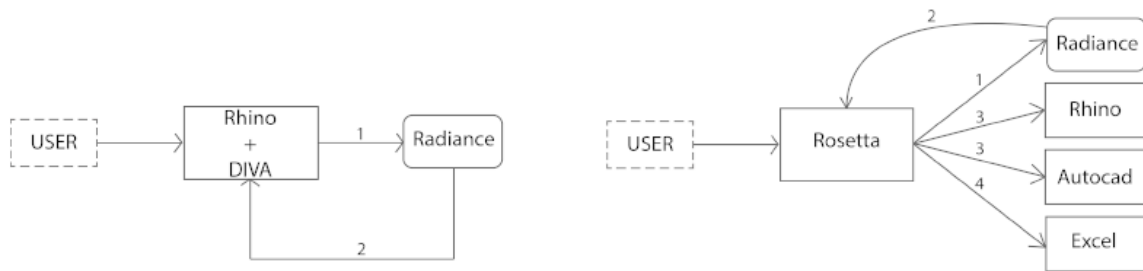 USER
Rhino
+
DIVA
1
Radiance
2
USER
Rosetta
2
1
3
3
4
Radiance
Rhino
Autocad
Excel